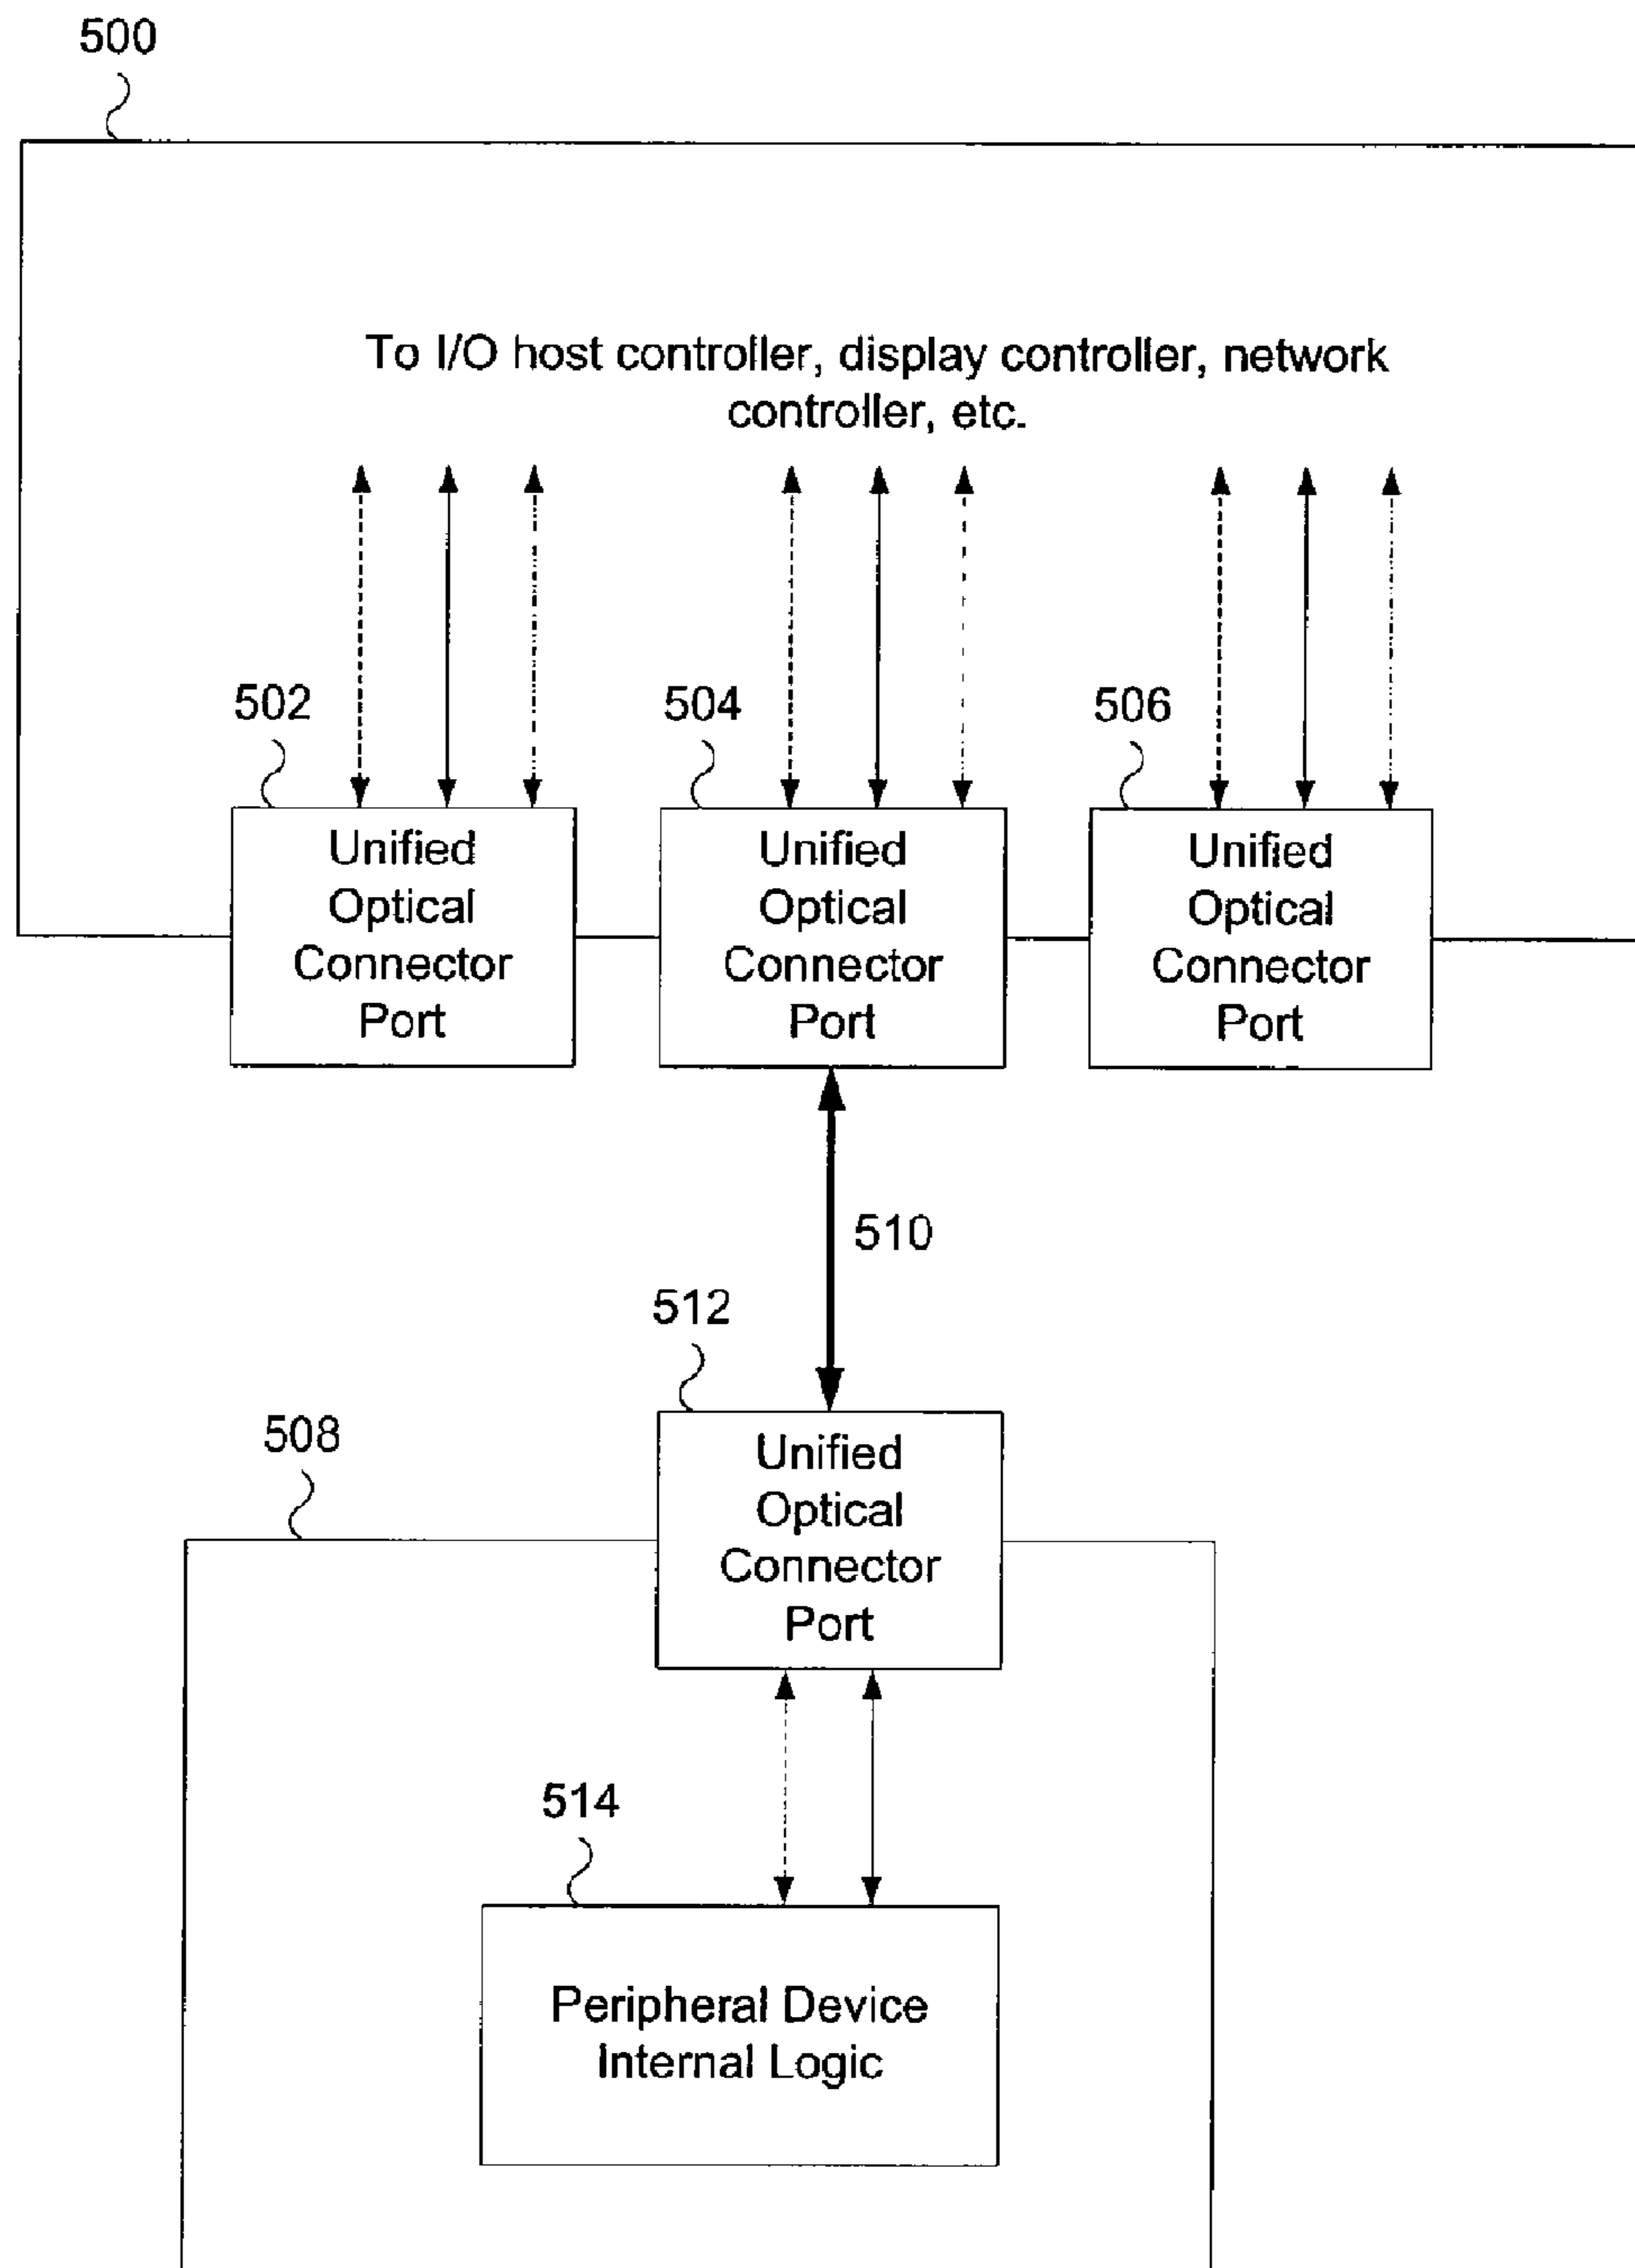 500
To I/O host controller, display controller, network
controller, etc.
502
504
506
Unified
Optical
Connector
Port
Unified
Optical
Connector
Port
Unified
Optical
Connector
Port
510
512
508
Unified
Optical
Connector
Port
514
Peripheral Device
Internal Logic